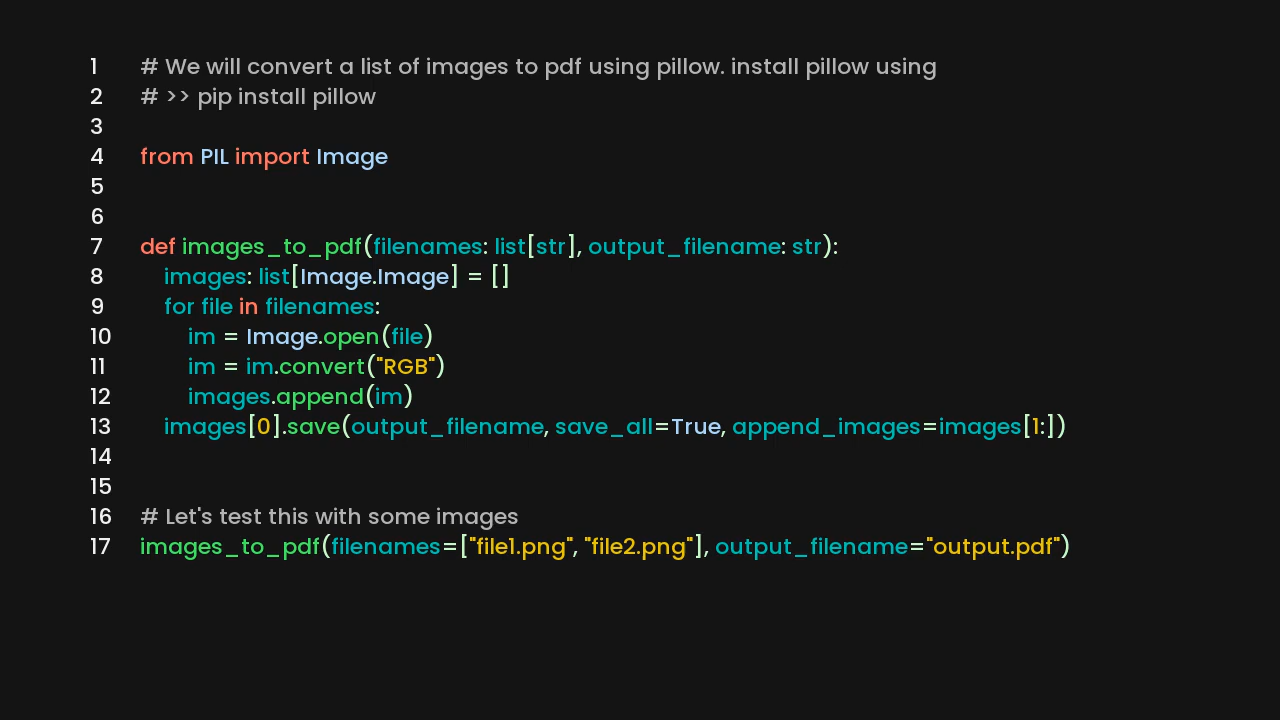 1 # We will convert a list of images to pdf using pillow. install pillow using
2 # >> pip install pillow
3
4 from PIL import Image
5
6
7 def images_to_pdf(filenames: list[str], output_filename: str):
8     images: list[Image.Image] = []
9     for file in filenames:
10         im = Image.open(file)
11         im = im.convert("RGB")
12         images.append(im)
13     images[0].save(output_filename, save_all=True, append_images=images[1:])
14
15
16 # Let's test this with some images
17 images_to_pdf(filenames=["file1.png", "file2.png"], output_filename="output.pdf")